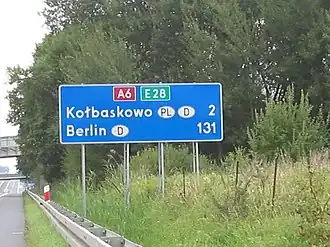 A6 E28
Kołbaskowo PL D 2
Berlin D 131